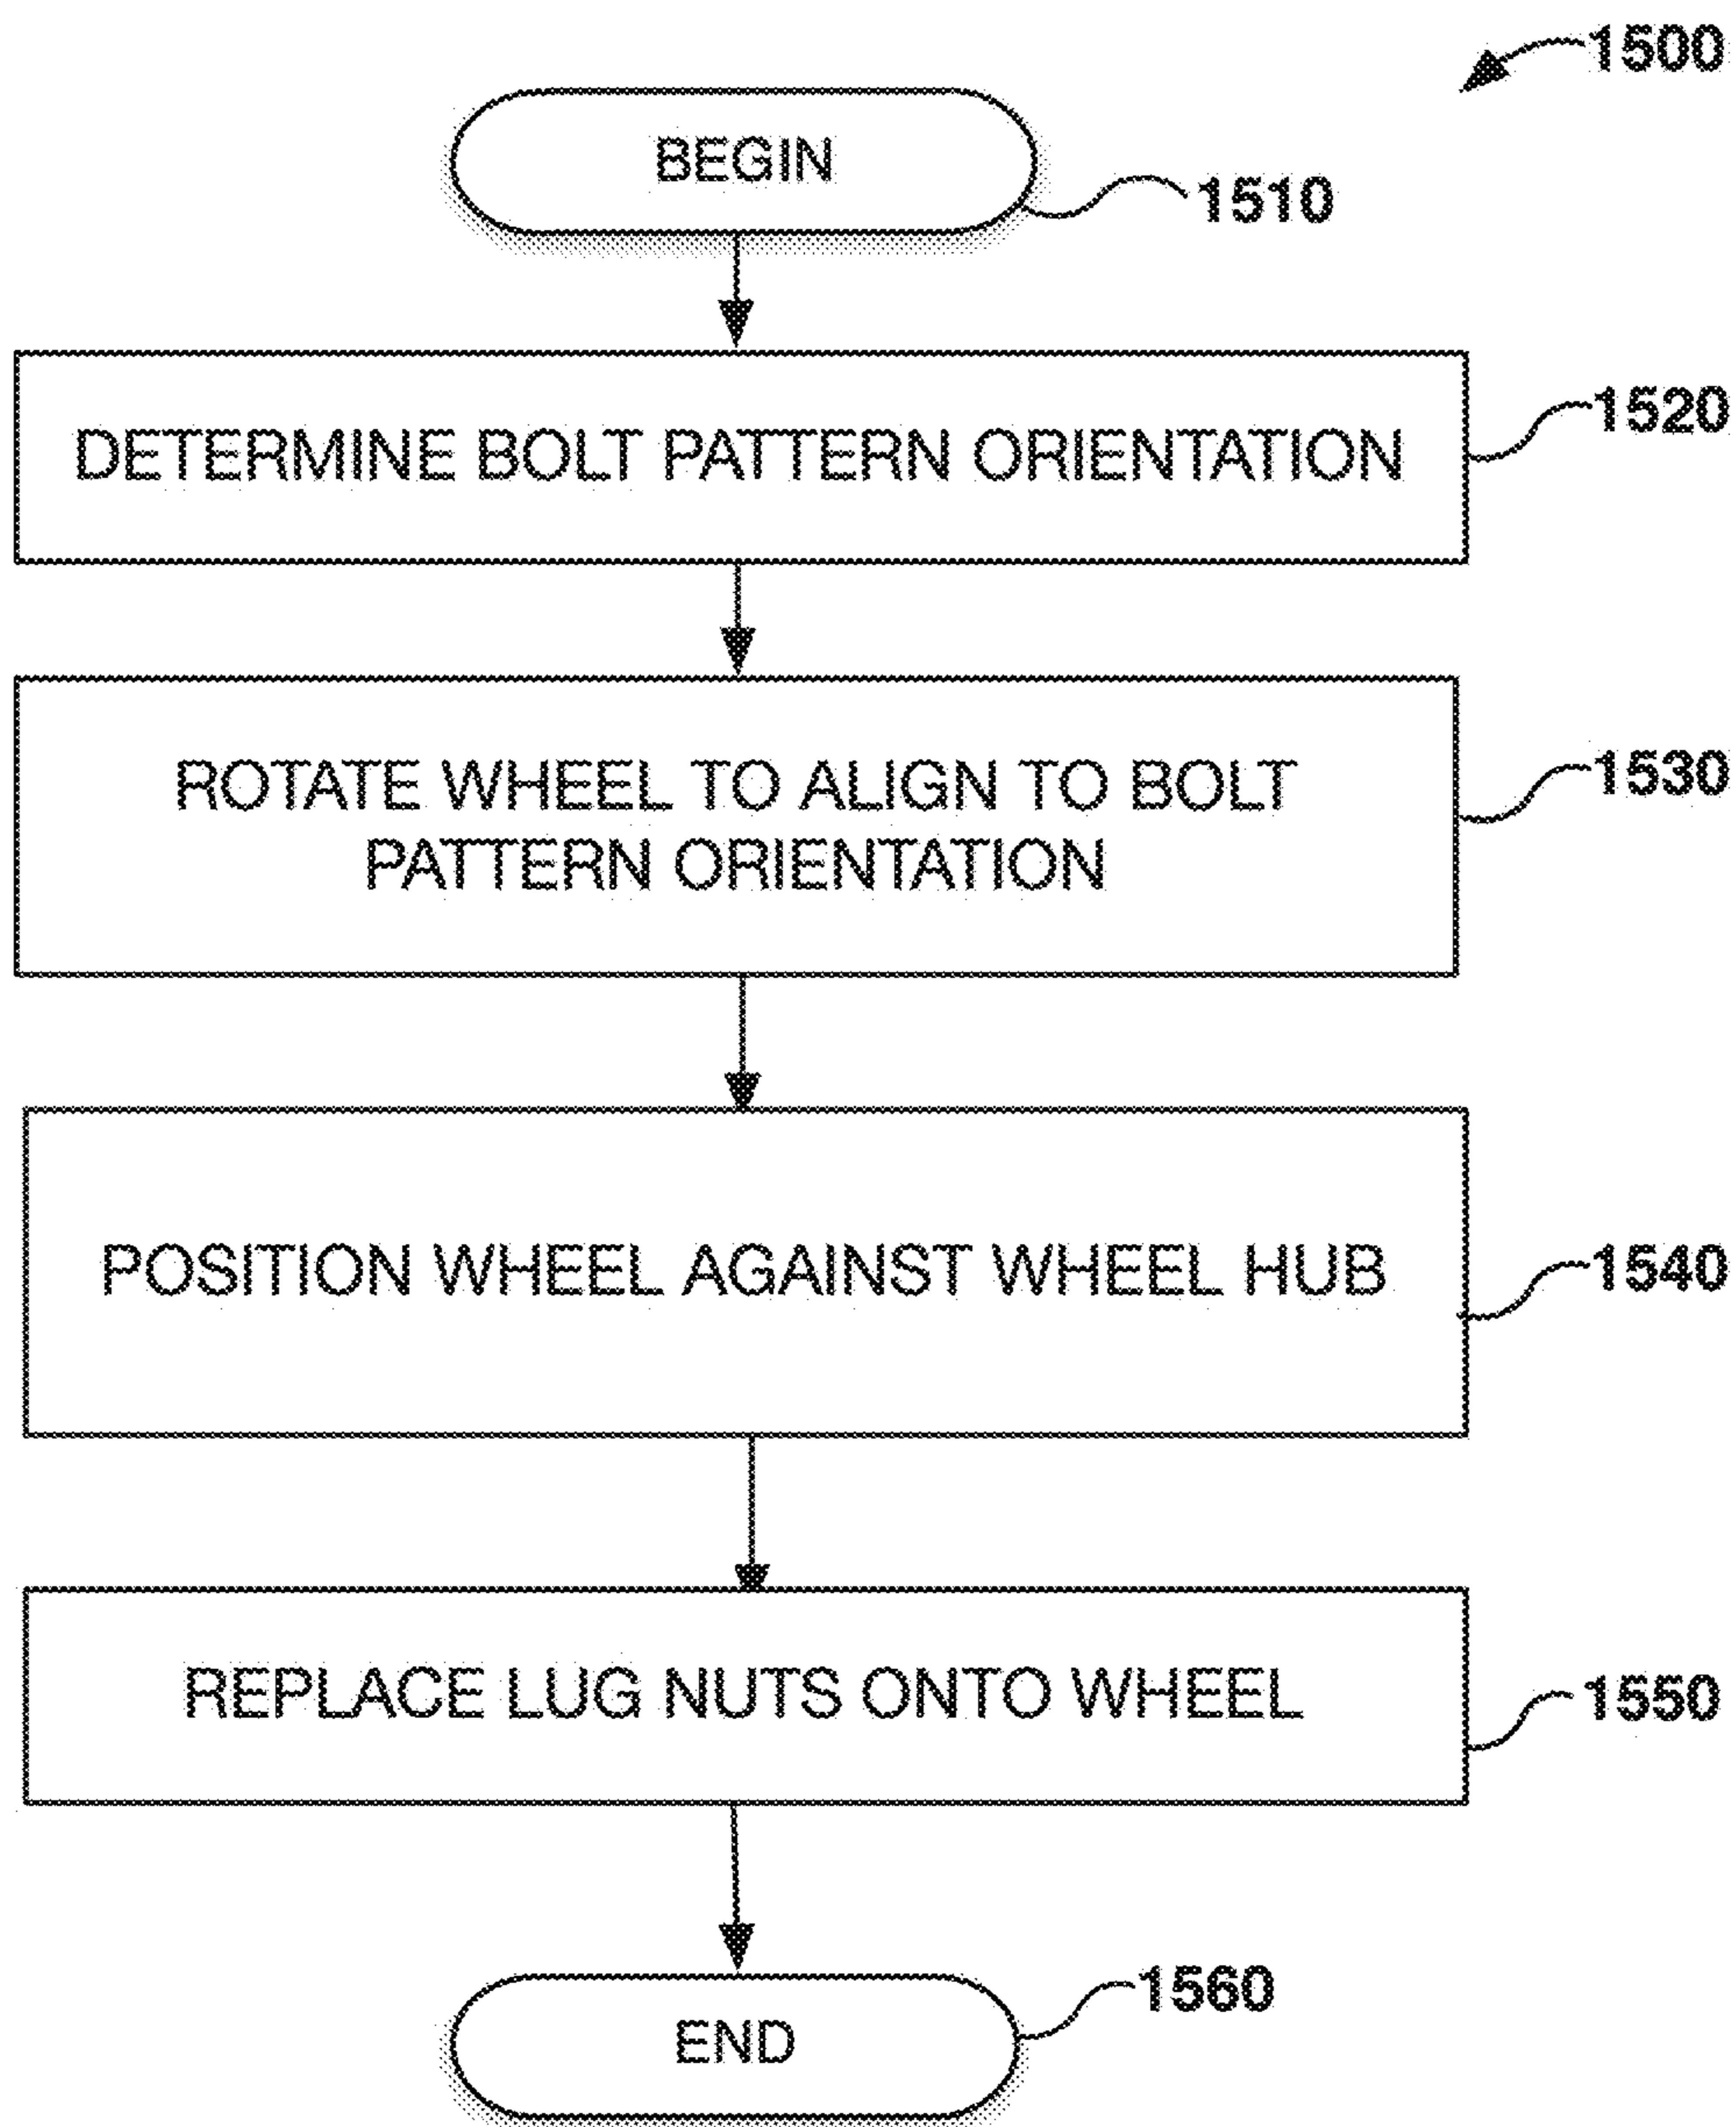 1500
BEGIN
1510
DETERMINE BOLT PATTERN ORIENTATION
1520
ROTATE WHEEL TO ALIGN TO BOLT
PATTERN ORIENTATION
1530
POSITION WHEEL AGAINST WHEEL HUB
1540
REPLACE LUG NUTS ONTO WHEEL
1550
END
1560